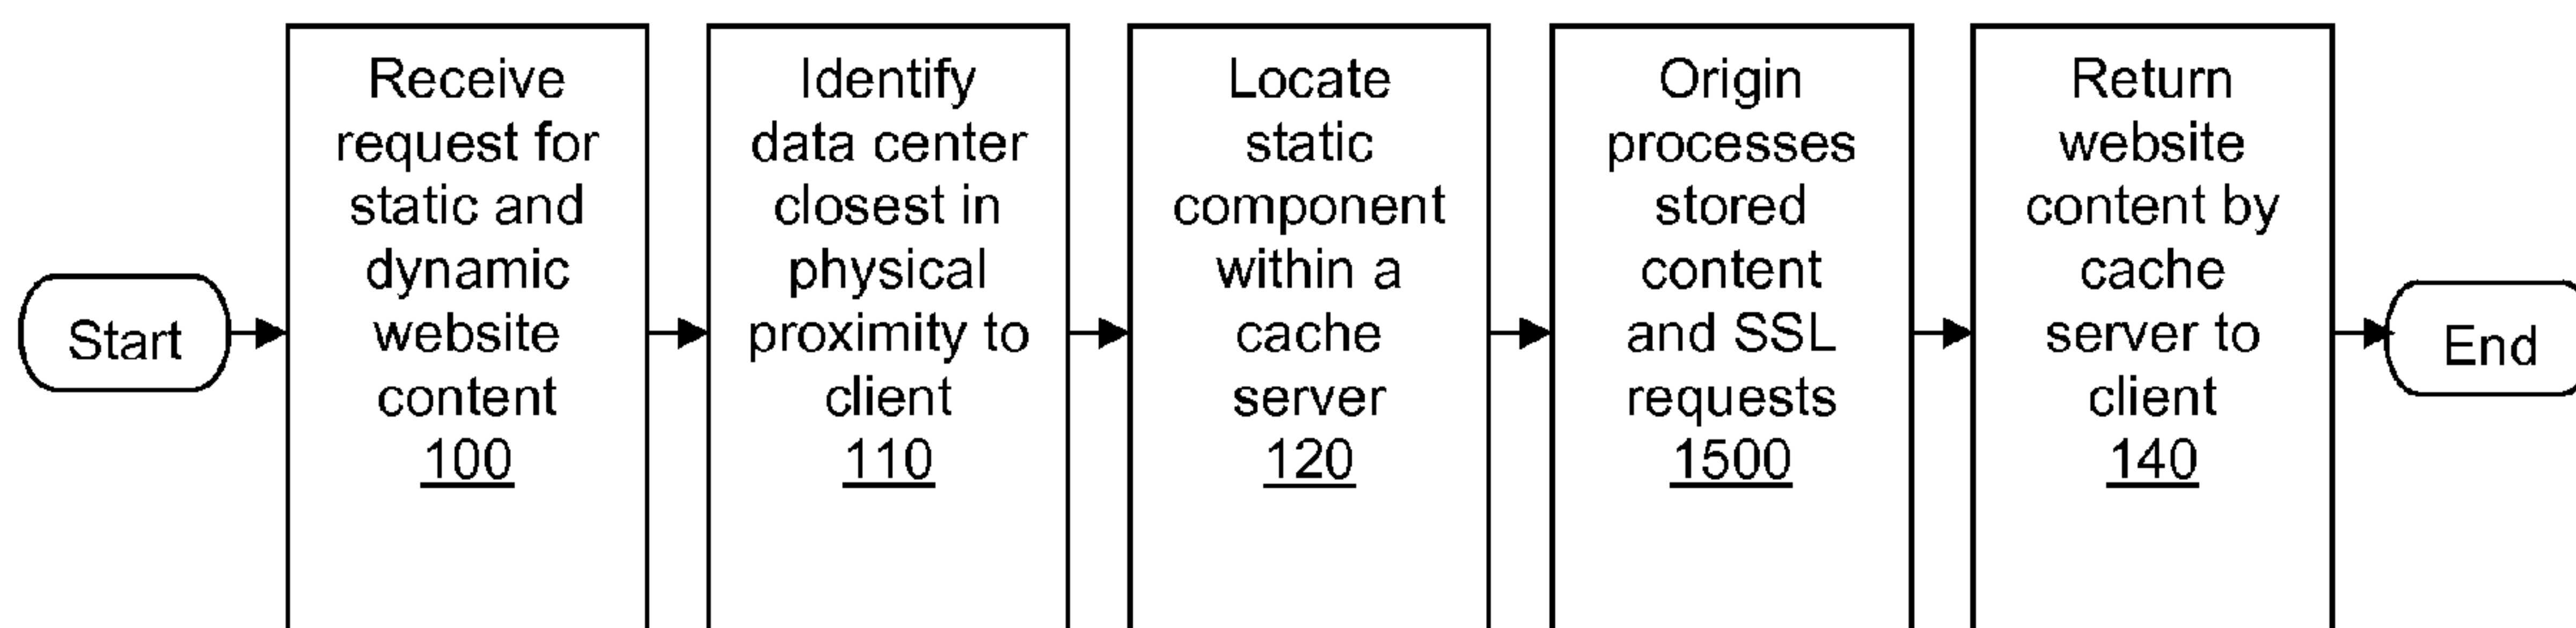 Start
Receive
request for
static and
dynamic
website
content
100
Identify
data center
closest in
physical
proximity to
client
110
Locate
static
component
within a
cache
server
120
Origin
processes
stored
content
and SSL
requests
1500
Return
website
content by
cache
server to
client
140
End